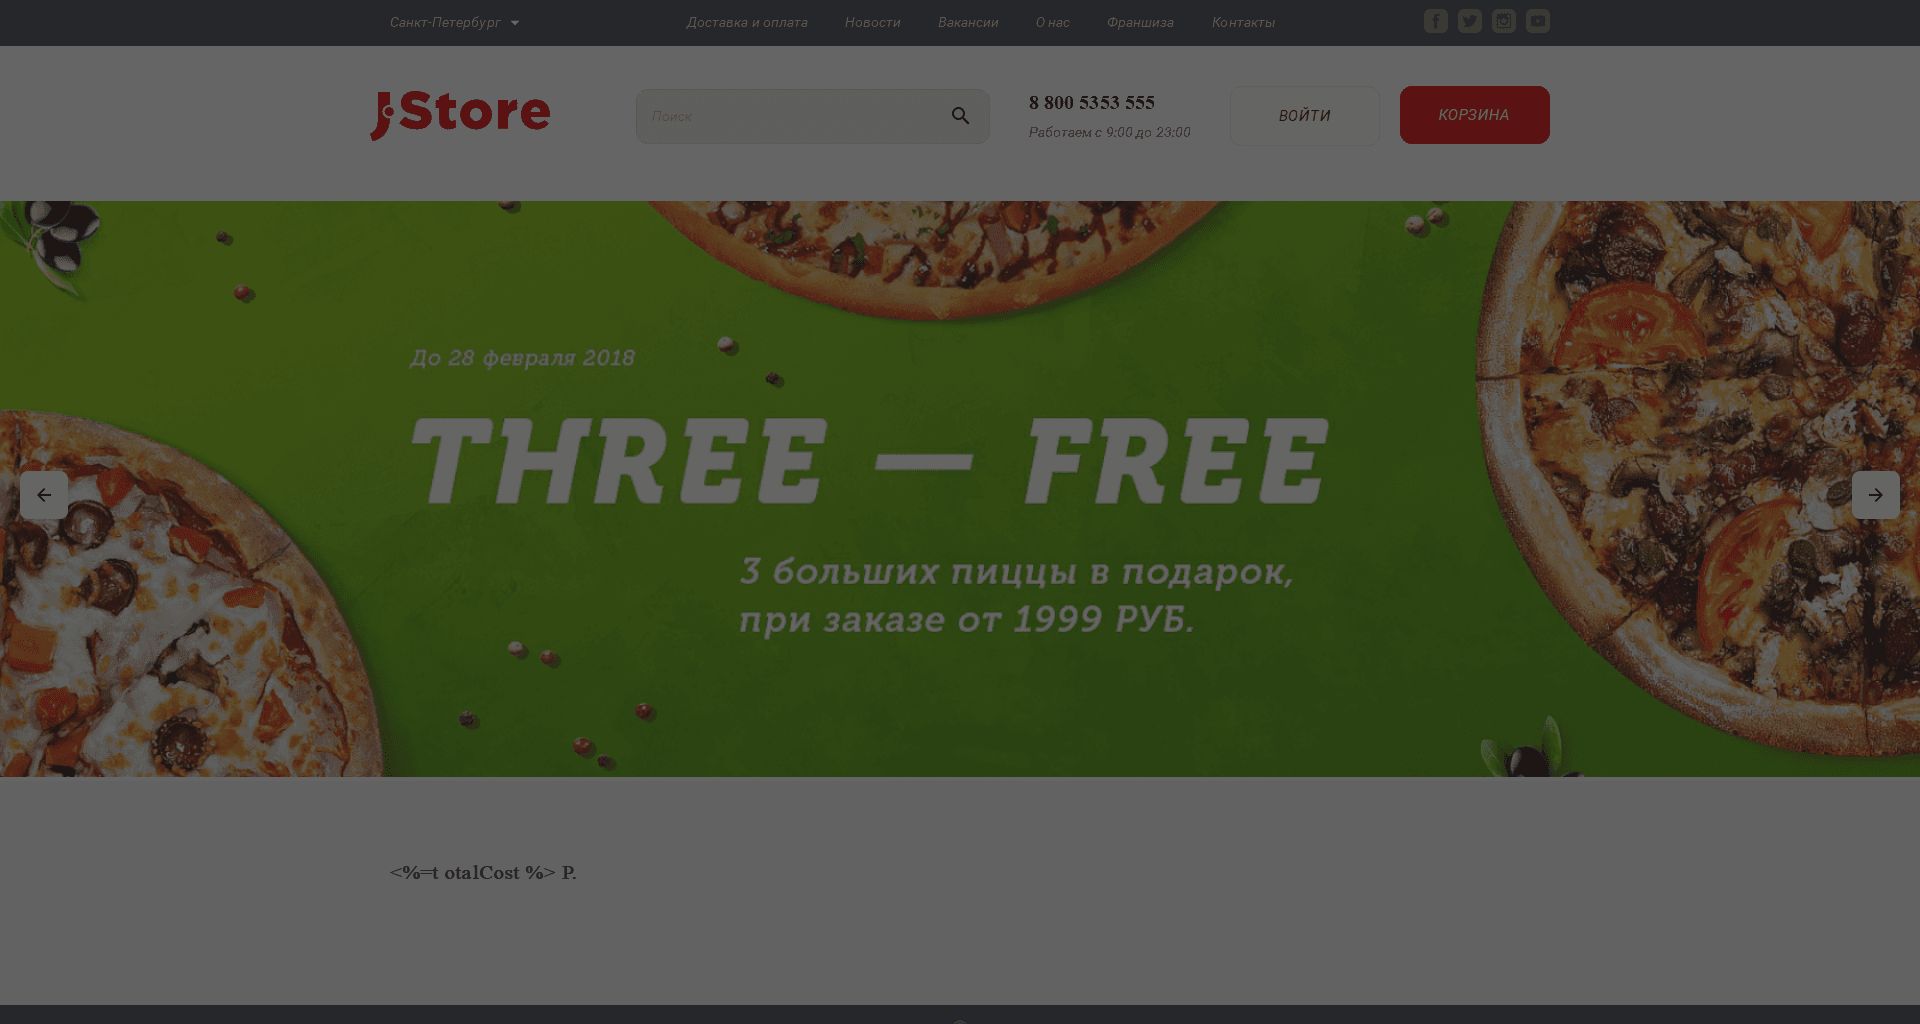 Санкт-Петербург
Доставка и оплата
Новости
Вакансии
О нас
Франшиза
Контакты
JStore
Поиск
8 800 5353 555
Работаем с 9:00 до 23:00
ВОЙТИ
КОРЗИНА
До 28 февраля 2018
THREE — FREE
3 больших пиццы в подарок,
при заказе от 1999 РУБ.
<%=t otalCost %> Р.